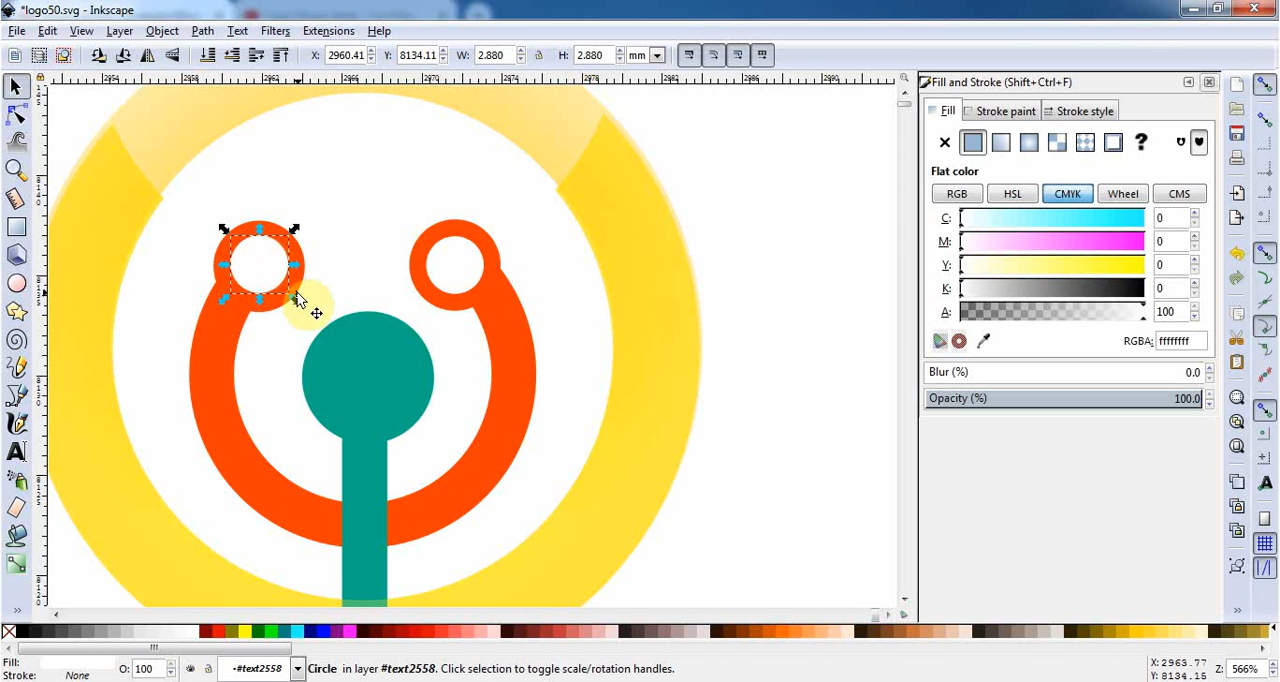 *logo50.svg - Inkscape
File Edit View Layer Object Path Text Filters Extensions Help
X: 2960.41 Y: 8134.11 W: 2.880 H: 2.880 mm
Fill and Stroke (Shift+Ctrl+F)
Fill Stroke paint Stroke style
?
Flat color
RGB HSL CMYK Wheel CMS
C: 0
M: 0
Y: 0
K: 0
A: 100
RGBA: ffffffff
Blur (%) 0.0
Opacity (%) 100.0
Fill:
Stroke: None
O: 100
·#text2558
Circle in layer #text2558. Click selection to toggle scale/rotation handles.
X: 2963.77
Y: 8134.15
Z: 566%